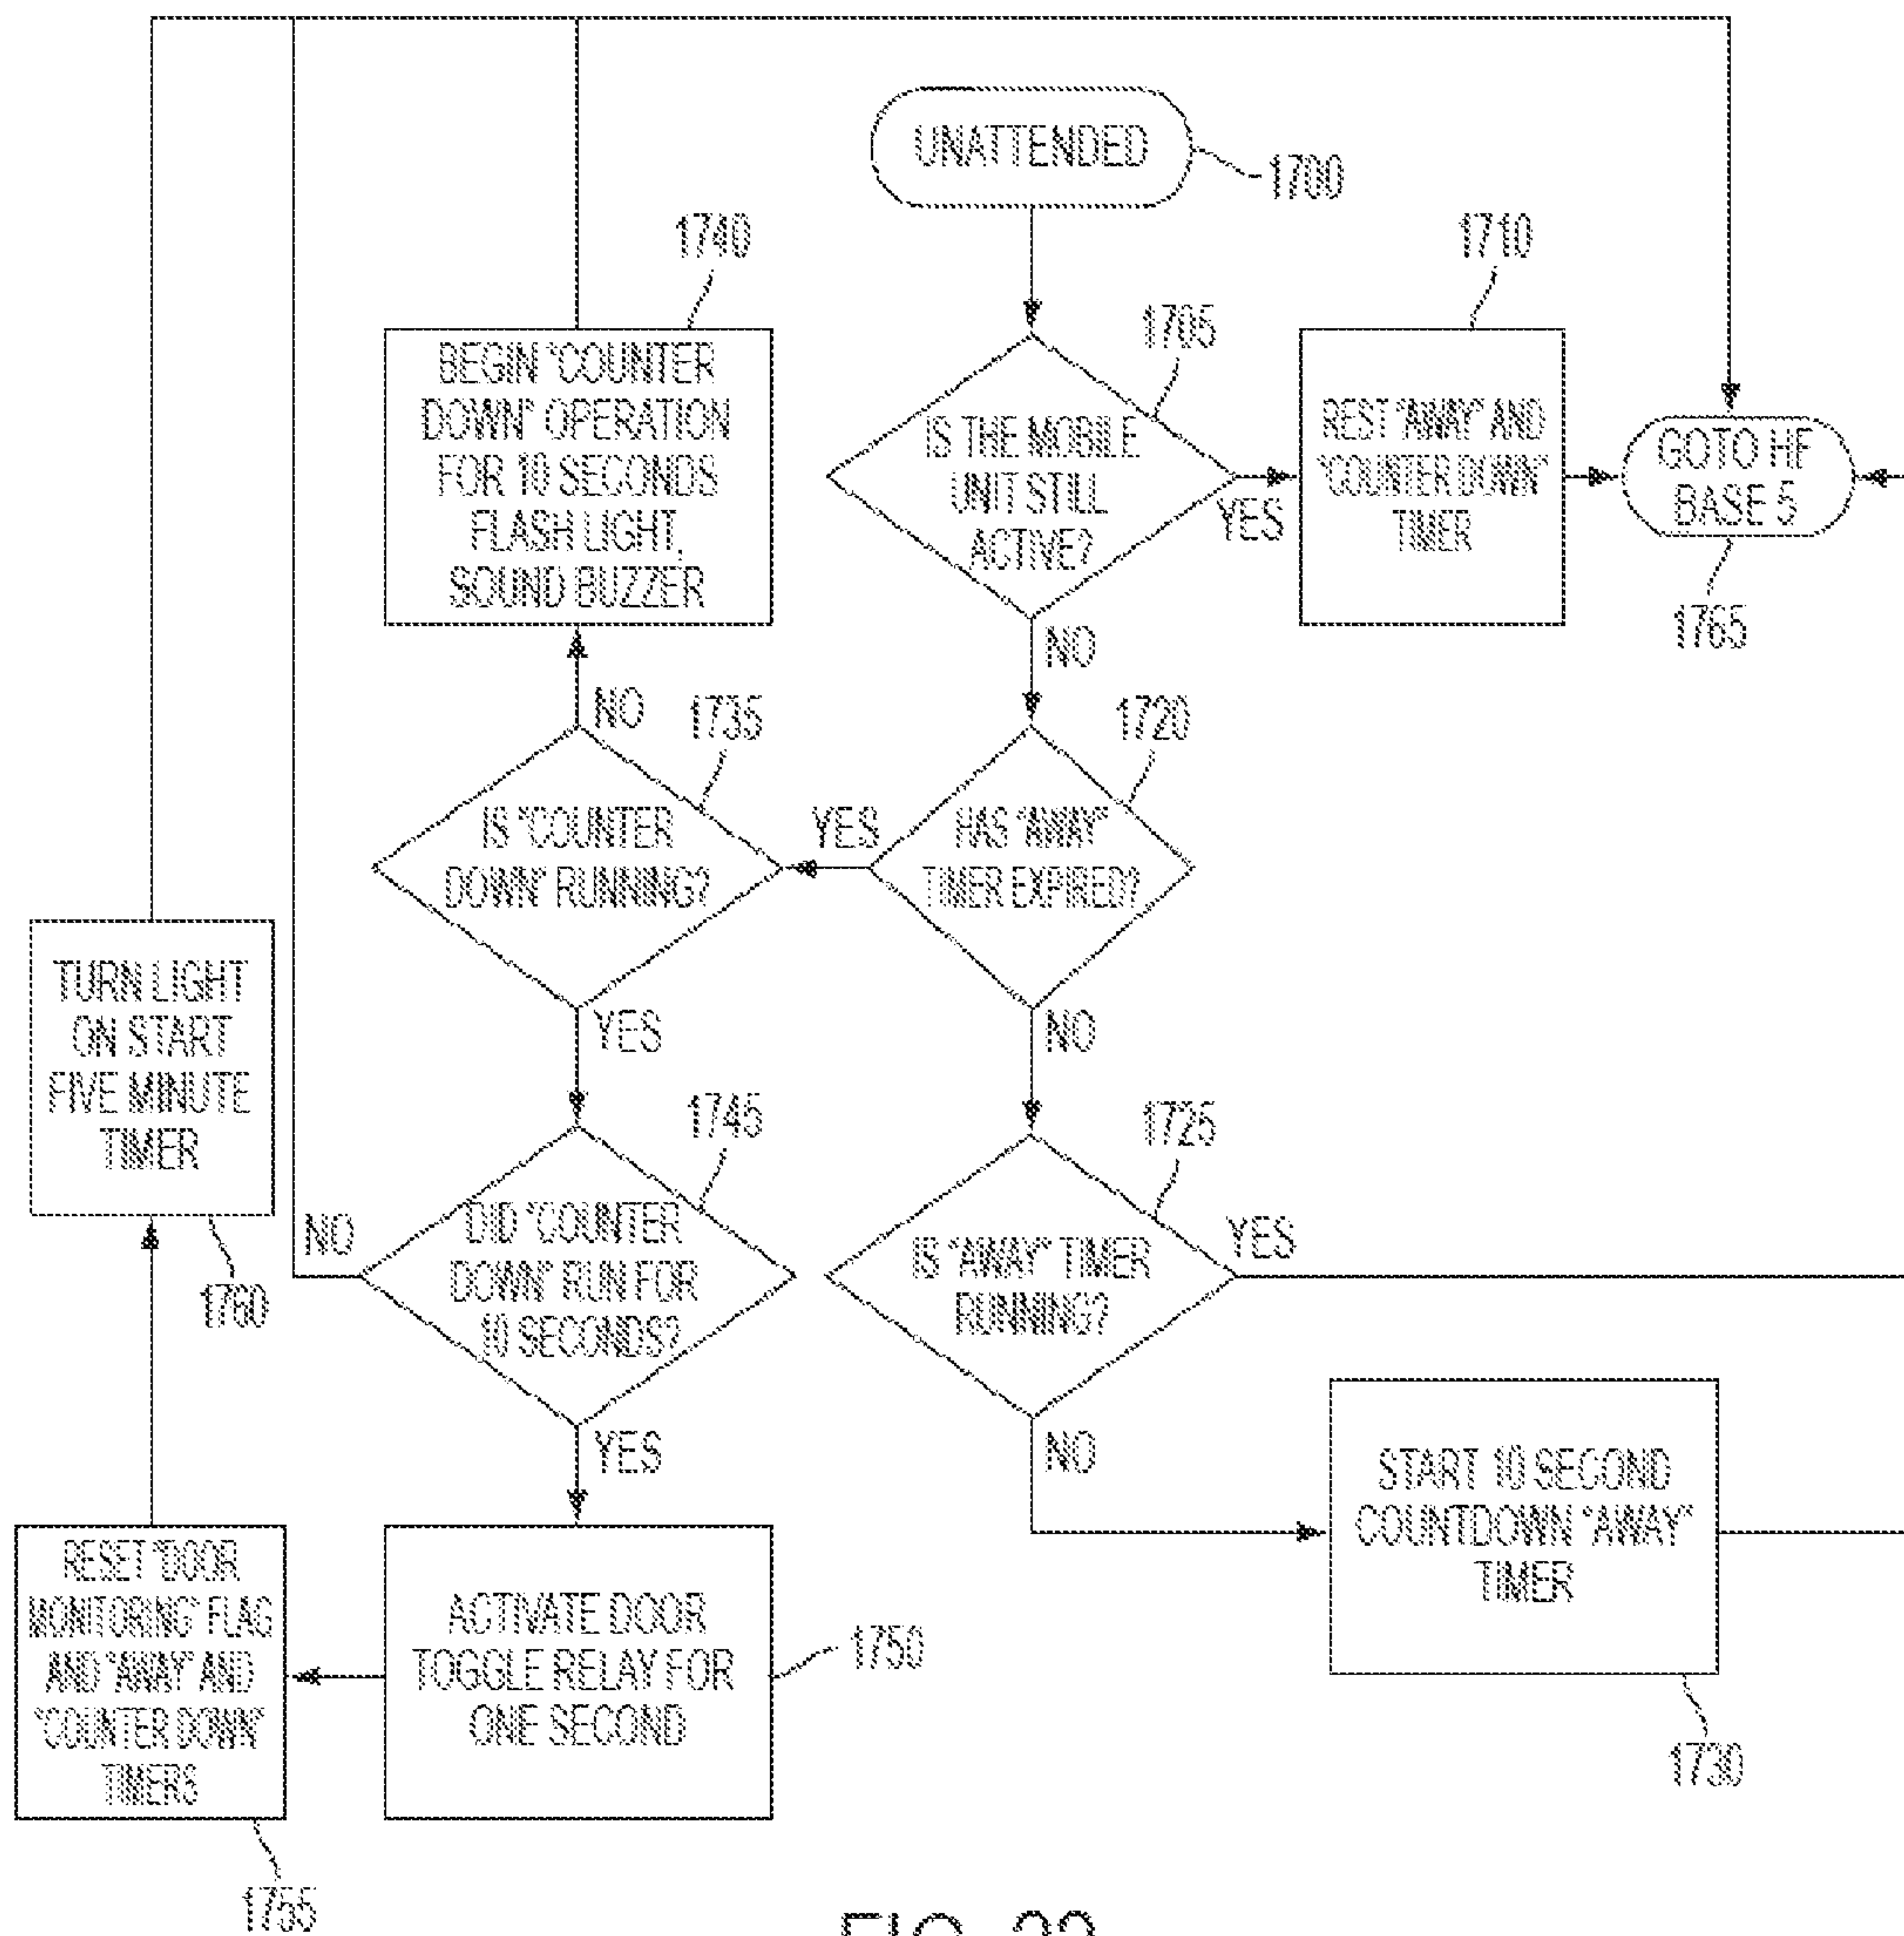 UNATTENDED
1700
1740
1710
1705
BEGIN "COUNTER
DOWN" OPERATION
FOR 10 SECONDS
FLASH LIGHT,
SOUND BUZZER
IS THE MOBILE
UNIT STILL
ACTIVE?
YES
REST "AWAY" AND
"COUNTER DOWN"
TIMER
GOTO HF
BASE 5
1765
NO
NO
1735
1720
IS "COUNTER
DOWN" RUNNING?
YES
HAS "AWAY"
TIMER EXPIRED?
TURN LIGHT
ON START
FIVE MINUTE
TIMER
YES
NO
1745
1725
1760
NO
DID "COUNTER
DOWN" RUN FOR
10 SECONDS?
IS "AWAY" TIMER
RUNNING?
YES
YES
NO
START 10 SECOND
COUNTDOWN "AWAY"
TIMER
1730
RESET "DOOR
MONITORING" FLAG
AND "AWAY" AND
"COUNTER DOWN"
TIMERS
1755
ACTIVATE DOOR
TOGGLE RELAY FOR
ONE SECOND
1750